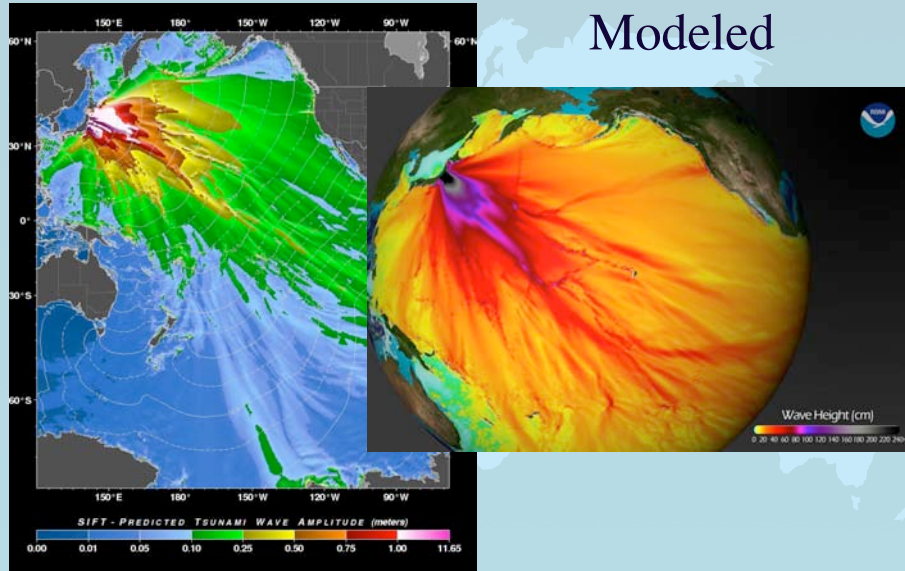 Modeled
150°E 180° 150°W 120°W 90°W
60°N 60°N
30°N
0°
30°S
60°S
150°E 180° 150°W 120°W 90°W
SIFT - PREDICTED TSUNAMI WAVE AMPLITUDE (meters)
0.00 0.01 0.05 0.10 0.25 0.50 0.75 1.00 11.65
NOAA
Wave Height (cm)
0 20 40 60 80 100 120 140 160 180 200 220 240